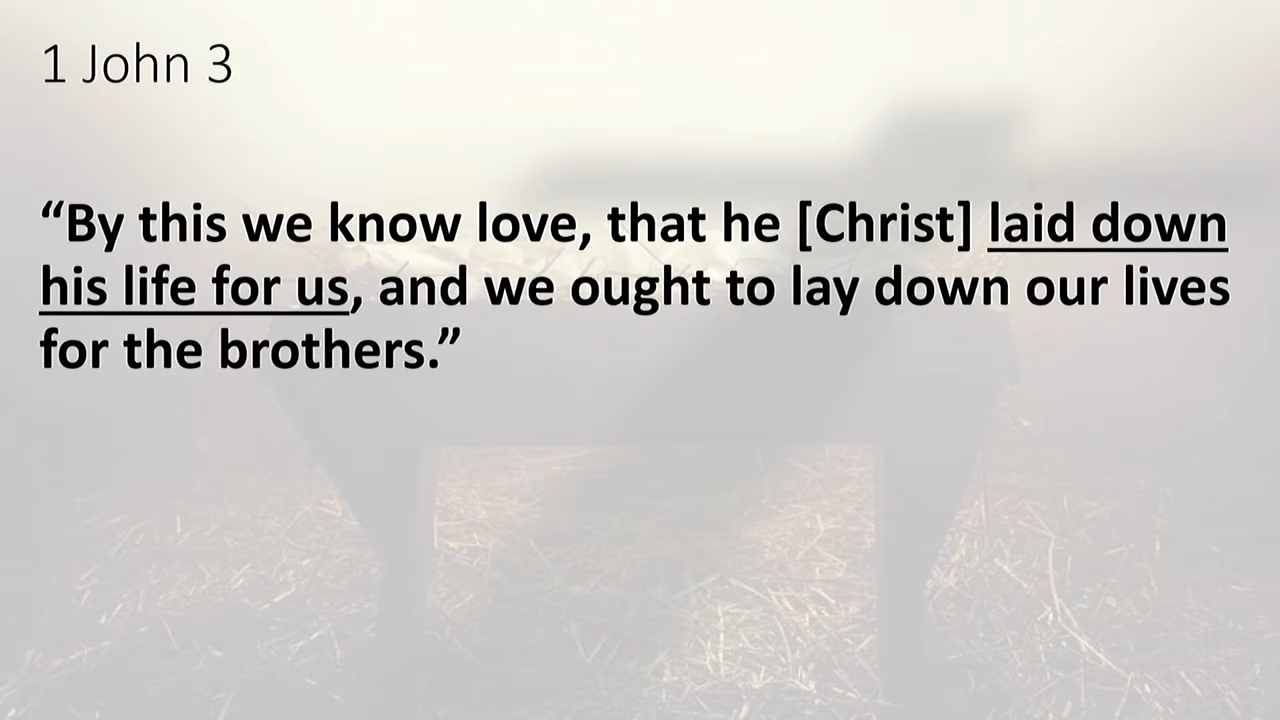 1 John 3
“By this we know love, that he [Christ] laid down
his life for us, and we ought to lay down our lives
for the brothers.”